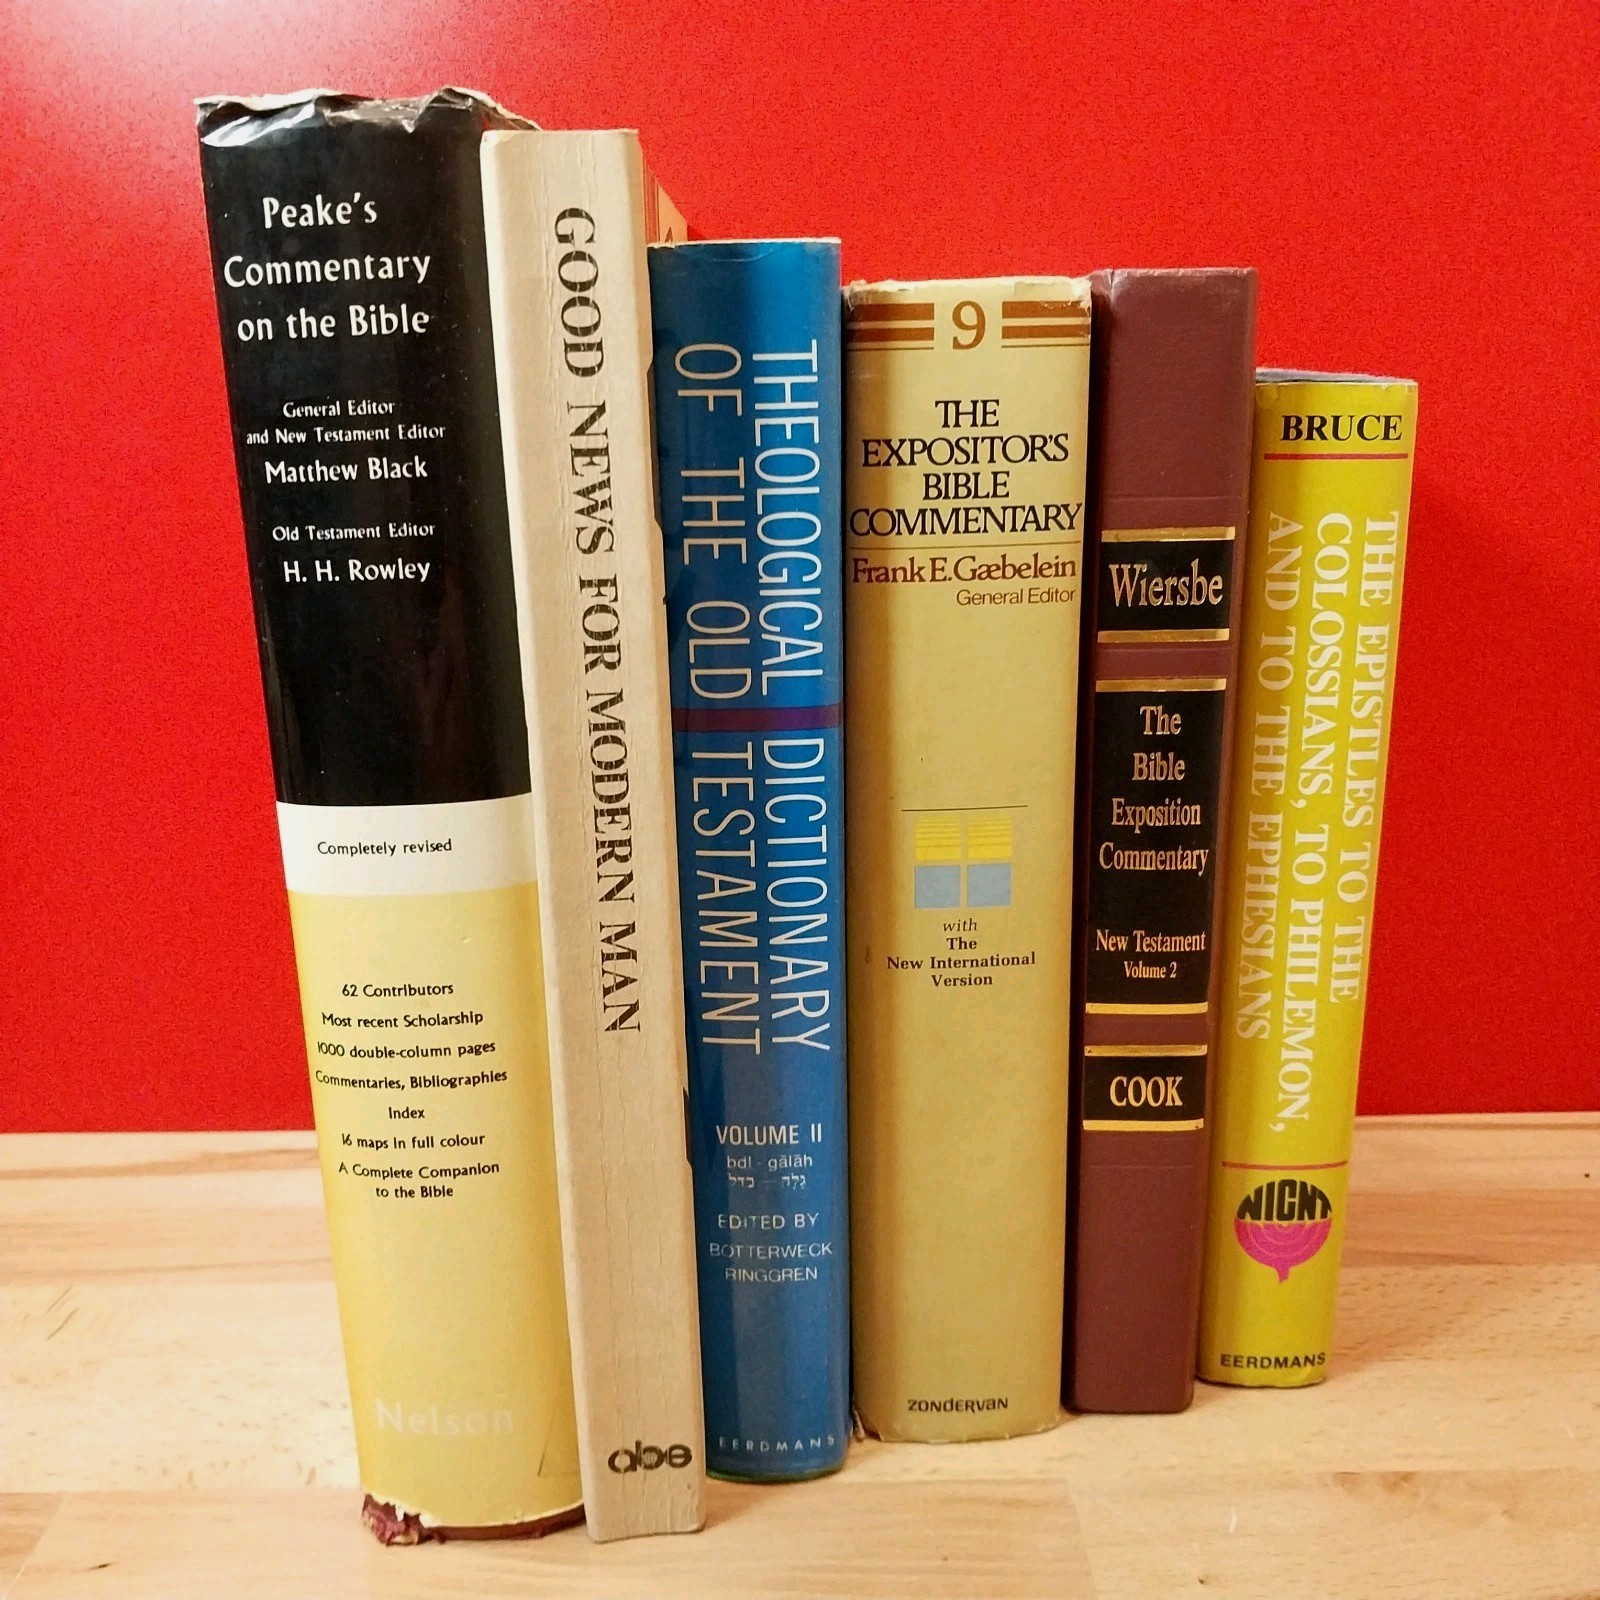 Peake's
Commentary
on the Bible
General Editor
and New Testament Editor
Matthew Black
Old Testament Editor
H. H. Rowley
Completely revised
62 Contributors
Most recent Scholarship
1000 double-column pages
Commentaries, Bibliographies
Index
16 maps in full colour
A Complete Companion
to the Bible
Nelson
GOOD NEWS FOR MODERN MAN
abe
THEOLOGICAL DICTIONARY
OF THE OLD TESTAMENT
VOLUME II
bdl - gālāh
בדל — גָּלָה
EDITED BY
BOTTERWECK
RINGGREN
EERDMANS
9
THE
EXPOSITOR'S
BIBLE
COMMENTARY
Frank E. Gæbelein
General Editor
with
The
New International
Version
ZONDERVAN
Wiersbe
The
Bible
Exposition
Commentary
New Testament
Volume 2
COOK
BRUCE
THE EPISTLES TO THE
COLOSSIANS, TO PHILEMON,
AND TO THE EPHESIANS
NICNT
EERDMANS